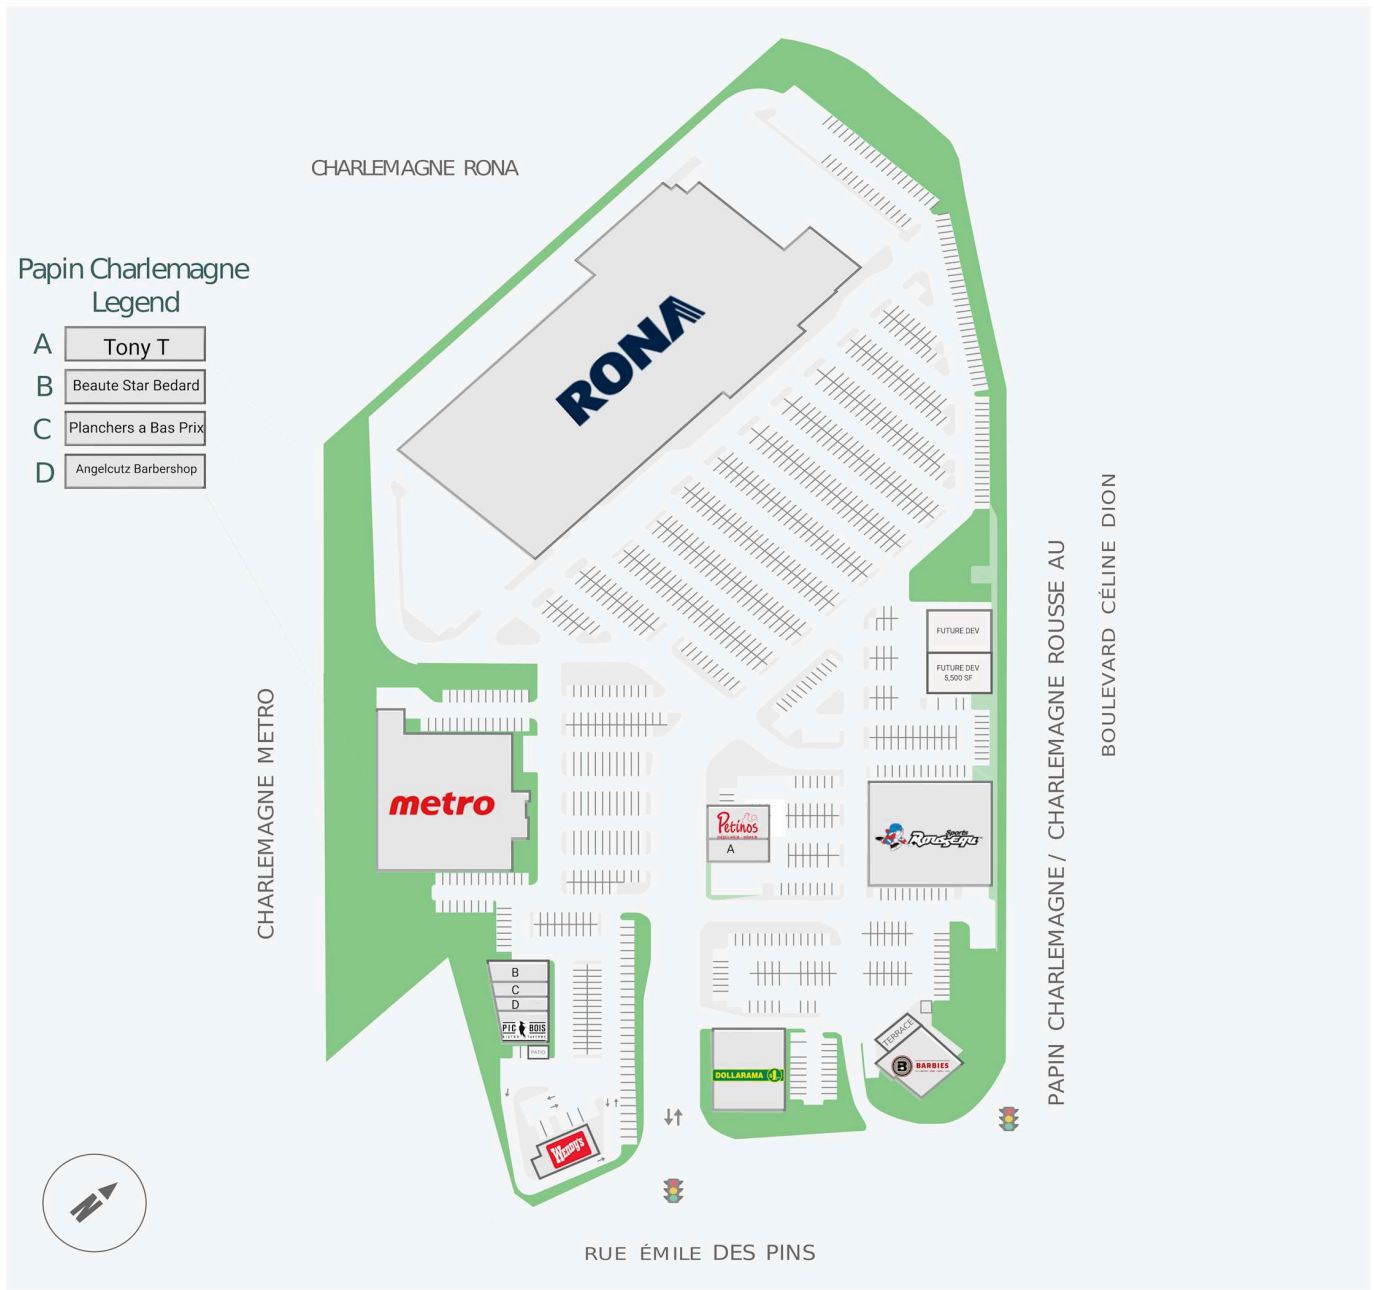 CHARLEMAGNE RONA
Papin Charlemagne
Legend
A Tony T
B Beaute Star Bedard
C Planchers a Bas Prix
D Angelcutz Barbershop
RONA
BOULEVARD CÉLINE DION
PAPIN CHARLEMAGNE / CHARLEMAGNE ROUSSE AU
FUTURE DEV
FUTURE DEV
5,500 SF
CHARLEMAGNE METRO
metro
Petinos
A
Sports
Rousseau
B
C
D
PIC BOIS
PATIO
TERRACE
B BARBIES
DOLLARAMA
Wendy's
N
RUE ÉMILE DES PINS